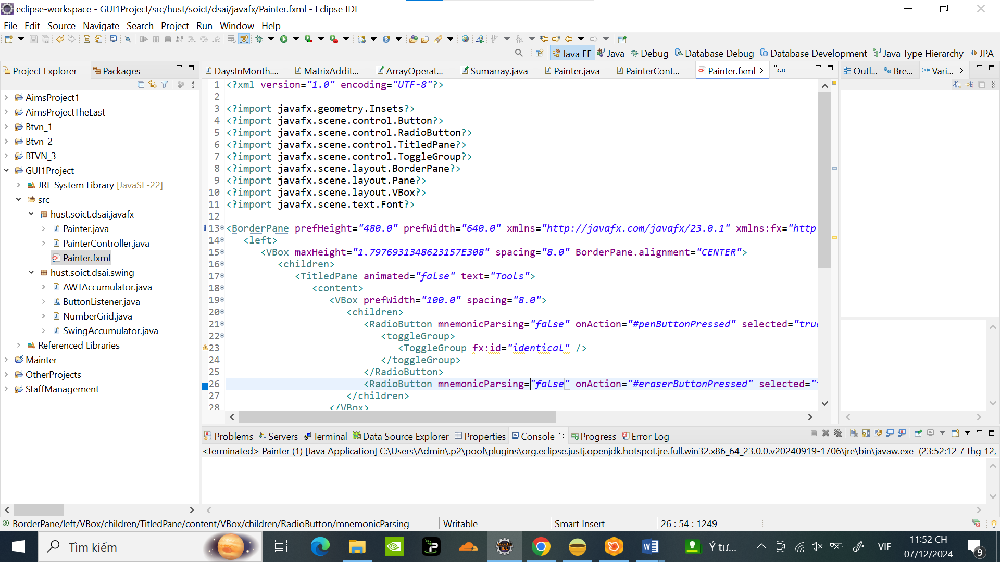 eclipse-workspace - GUI1Project/src/hust/soict/dsai/javafx/Painter.fxml - Eclipse IDE
File Edit Source Navigate Search Project Run Window Help
Java EE Java Debug Database Debug Database Development Java Type Hierarchy JPA
Project Explorer Packages
DaysInMonth.... MatrixAddit... ArrayOperat... Sumarray.java Painter.java PainterCont... Painter.fxml »68
Outl... Bre... Vari...
AimsProject1
AimsProjectTheLast
Btvn_1
Btvn_2
BTVN_3
GUI1Project
JRE System Library [JavaSE-22]
src
hust.soict.dsai.javafx
Painter.java
PainterController.java
Painter.fxml
hust.soict.dsai.swing
AWTAccumulator.java
ButtonListener.java
NumberGrid.java
SwingAccumulator.java
Referenced Libraries
Mainter
OtherProjects
StaffManagement
1 <?xml version="1.0" encoding="UTF-8"?>
2
3 <?import javafx.geometry.Insets?>
4 <?import javafx.scene.control.Button?>
5 <?import javafx.scene.control.RadioButton?>
6 <?import javafx.scene.control.TitledPane?>
7 <?import javafx.scene.control.ToggleGroup?>
8 <?import javafx.scene.layout.BorderPane?>
9 <?import javafx.scene.layout.Pane?>
10 <?import javafx.scene.layout.VBox?>
11 <?import javafx.scene.text.Font?>
12
13 <BorderPane prefHeight="480.0" prefWidth="640.0" xmlns="http://javafx.com/javafx/23.0.1" xmlns:fx="http
14 <left>
15 <VBox maxHeight="1.7976931348623157E308" spacing="8.0" BorderPane.alignment="CENTER">
16 <children>
17 <TitledPane animated="false" text="Tools">
18 <content>
19 <VBox prefWidth="100.0" spacing="8.0">
20 <children>
21 <RadioButton mnemonicParsing="false" onAction="#penButtonPressed" selected="true
22 <toggleGroup>
23 <ToggleGroup fx:id="identical" />
24 </toggleGroup>
25 </RadioButton>
26 <RadioButton mnemonicParsing="false" onAction="#eraserButtonPressed" selected="
27 </children>
28 </VBox>
Problems Servers Terminal Data Source Explorer Properties Console Progress Error Log
<terminated> Painter (1) [Java Application] C:\Users\Admin\.p2\pool\plugins\org.eclipse.justj.openjdk.hotspot.jre.full.win32.x86_64_23.0.0.v20240919-1706\jre\bin\javaw.exe (23:52:12 7 thg 12,
BorderPane/left/VBox/children/TitledPane/content/VBox/children/RadioButton/mnemonicParsing
Writable
Smart Insert
26 : 54 : 1249
Tìm kiếm
Ý tư...
VIE
11:52 CH
07/12/2024
9